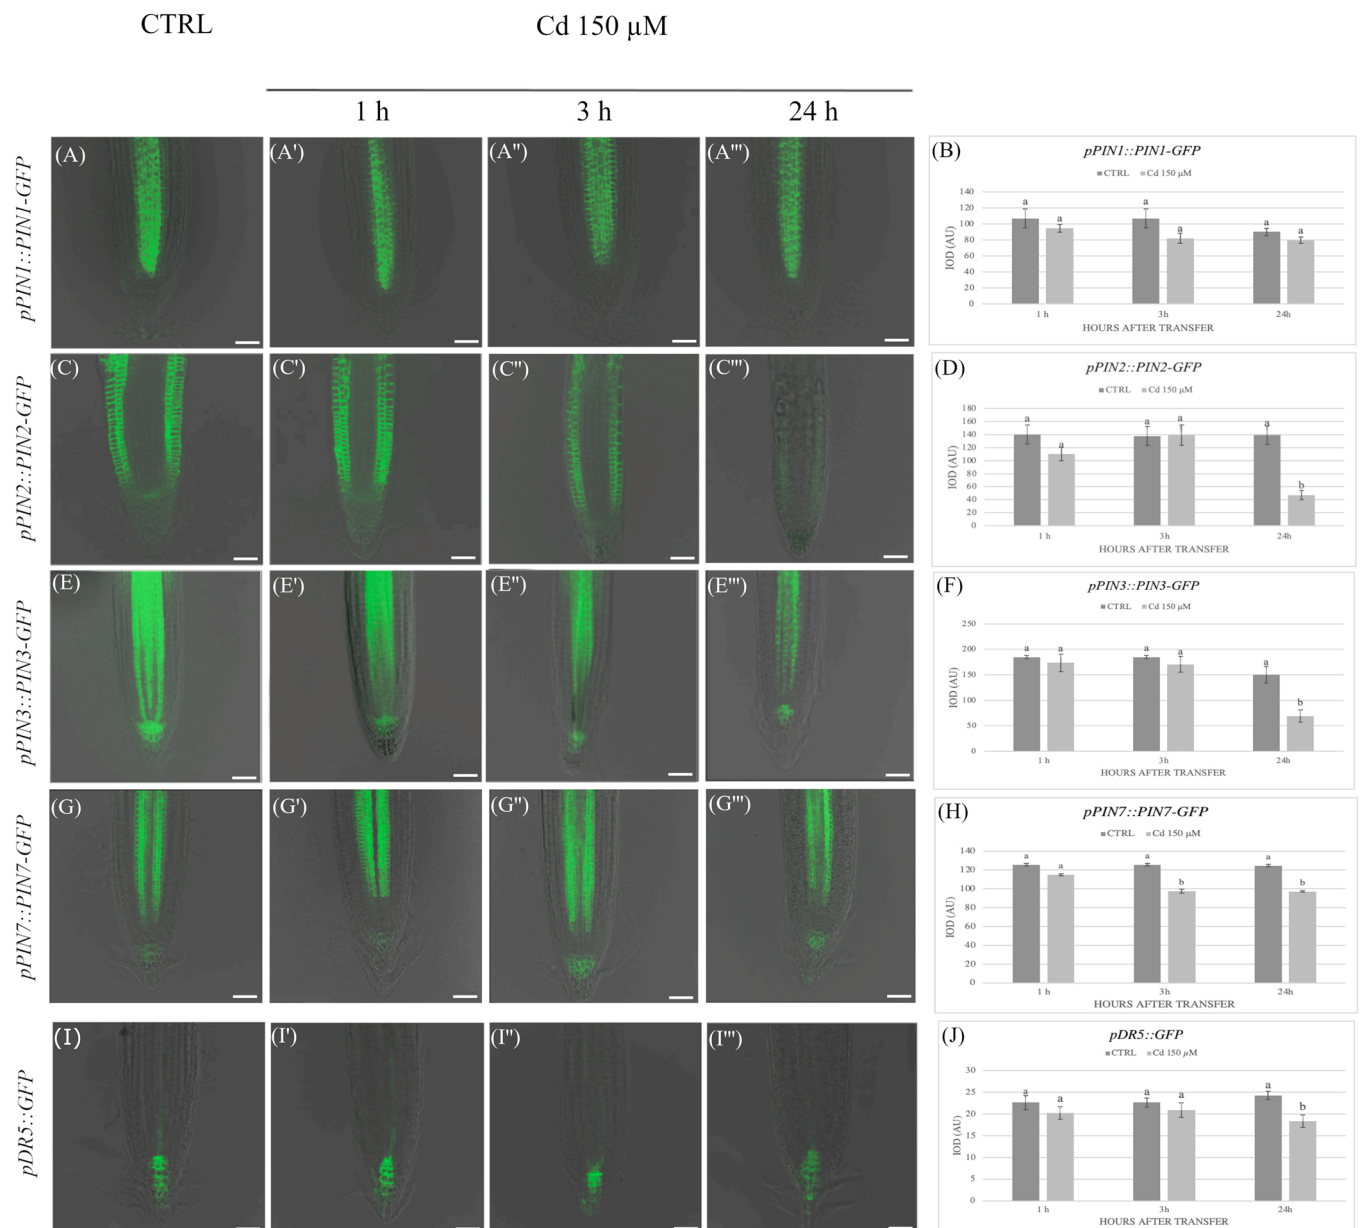 CTRL
Cd 150 µM
1 h
3 h
24 h
pPIN1::PIN1-GFP
(A)
(A')
(A'')
(A''')
(B)
pPIN1::PIN1-GFP
CTRL
Cd 150 µM
140
120
100
80
60
40
20
0
IOD (AU)
a
a
a
a
a
a
1 h
3h
24h
HOURS AFTER TRANSFER
pPIN2::PIN2-GFP
(C)
(C')
(C'')
(C''')
(D)
pPIN2::PIN2-GFP
CTRL
Cd 150 µM
180
160
140
120
100
80
60
40
20
0
IOD (AU)
a
a
a
a
a
b
1 h
3h
24h
HOURS AFTER TRANSFER
pPIN3::PIN3-GFP
(E)
(E')
(E'')
(E''')
(F)
pPIN3::PIN3-GFP
CTRL
Cd 150 µM
250
200
150
100
50
0
IOD (AU)
a
a
a
a
a
b
1 h
3h
24h
HOURS AFTER TRANSFER
pPIN7::PIN7-GFP
(G)
(G')
(G'')
(G''')
(H)
pPIN7::PIN7-GFP
CTRL
Cd 150 µM
140
120
100
80
60
40
20
0
IOD (AU)
a
a
a
b
a
b
1 h
3h
24h
HOURS AFTER TRANSFER
pDR5::GFP
(I)
(I')
(I'')
(I''')
(J)
pDR5::GFP
CTRL
Cd 150 µM
30
25
20
15
10
5
0
IOD (AU)
a
a
a
a
a
b
1 h
3h
24h
HOURS AFTER TRANSFER